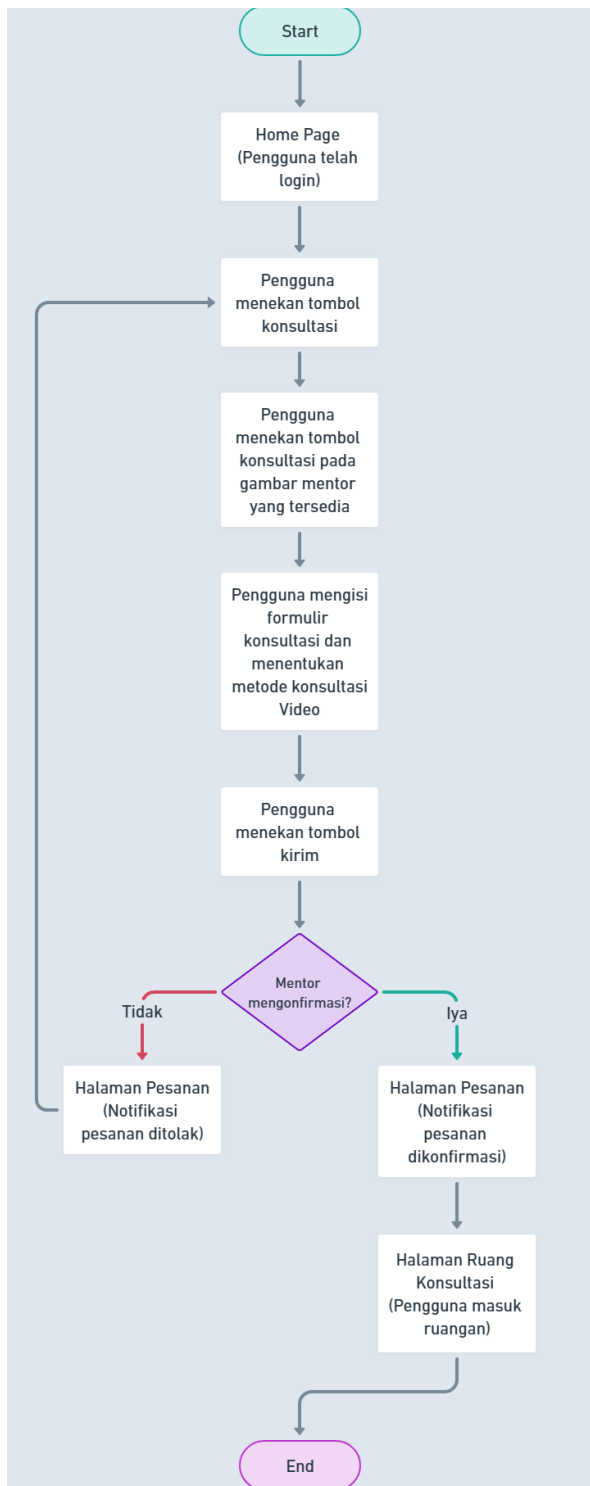 Start
Home Page
(Pengguna telah
login)
Pengguna
menekan tombol
konsultasi
Pengguna
menekan tombol
konsultasi pada
gambar mentor
yang tersedia
Pengguna mengisi
formulir
konsultasi dan
menentukan
metode konsultasi
Video
Pengguna
menekan tombol
kirim
Mentor
mengonfirmasi?
Tidak
Iya
Halaman Pesanan
(Notifikasi
pesanan ditolak)
Halaman Pesanan
(Notifikasi
pesanan
dikonfirmasi)
Halaman Ruang
Konsultasi
(Pengguna masuk
ruangan)
End